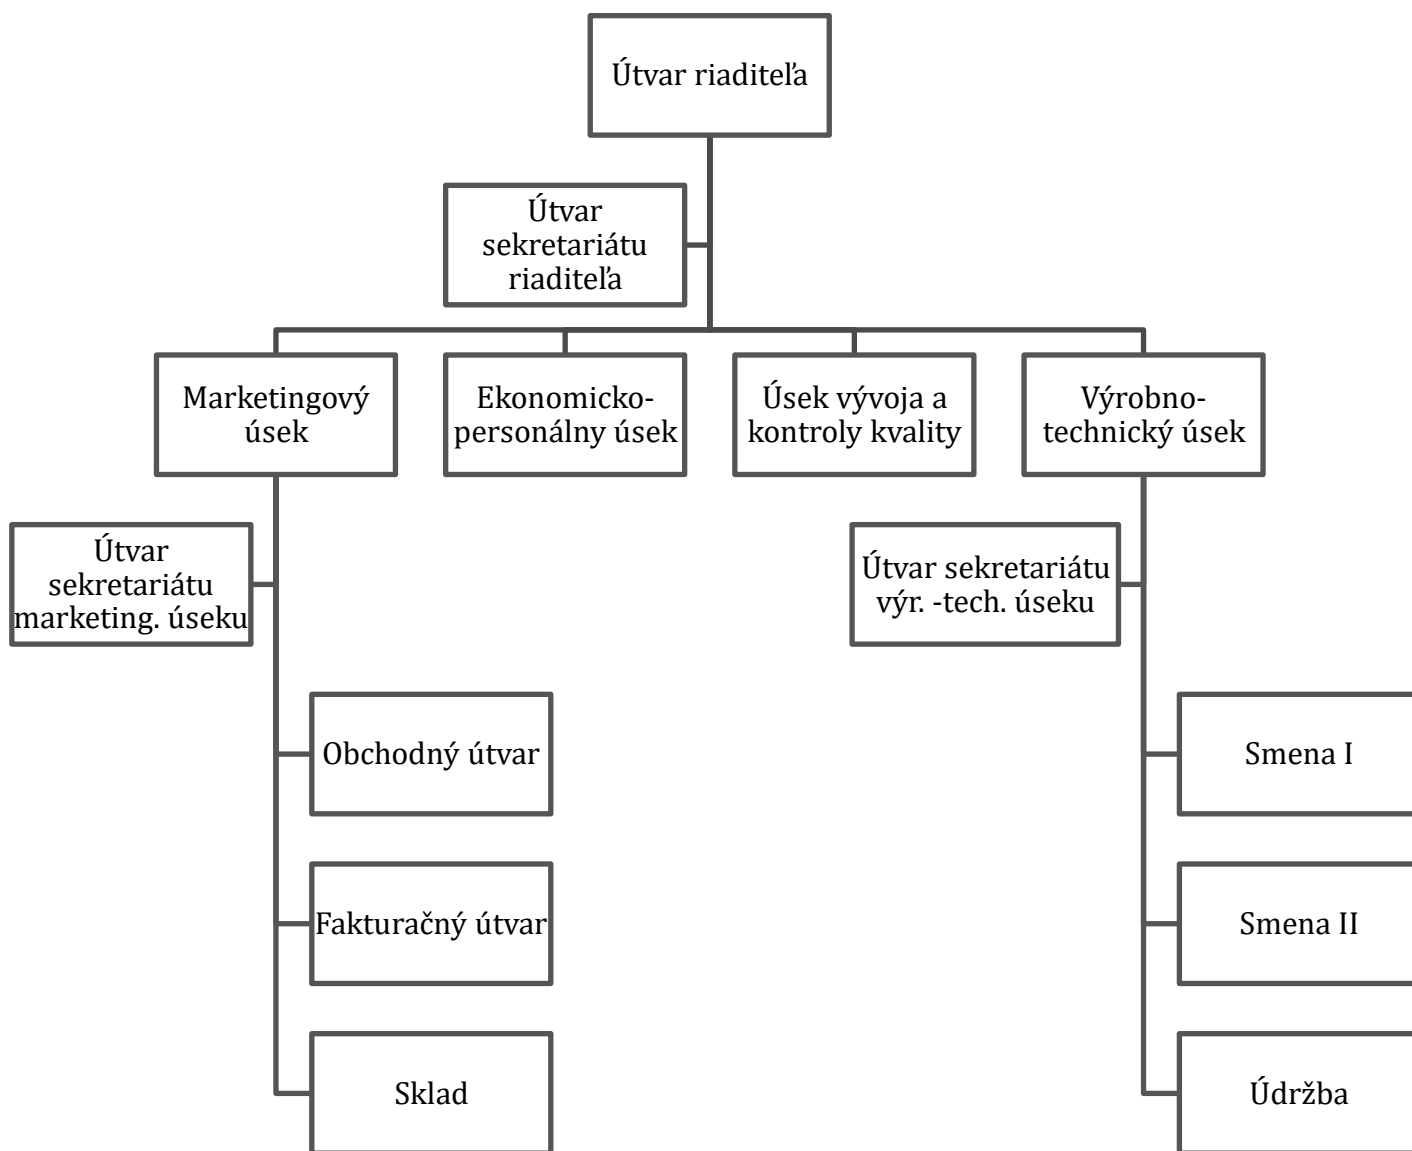 Útvar riaditeľa
Útvar
sekretariátu
riaditeľa
Marketingový
úsek
Ekonomicko-
personálny úsek
Úsek vývoja a
kontroly kvality
Výrobno-
technický úsek
Útvar
sekretariátu
marketing. úseku
Útvar sekretariátu
výr. -tech. úseku
Obchodný útvar
Smena I
Fakturačný útvar
Smena II
Sklad
Údržba